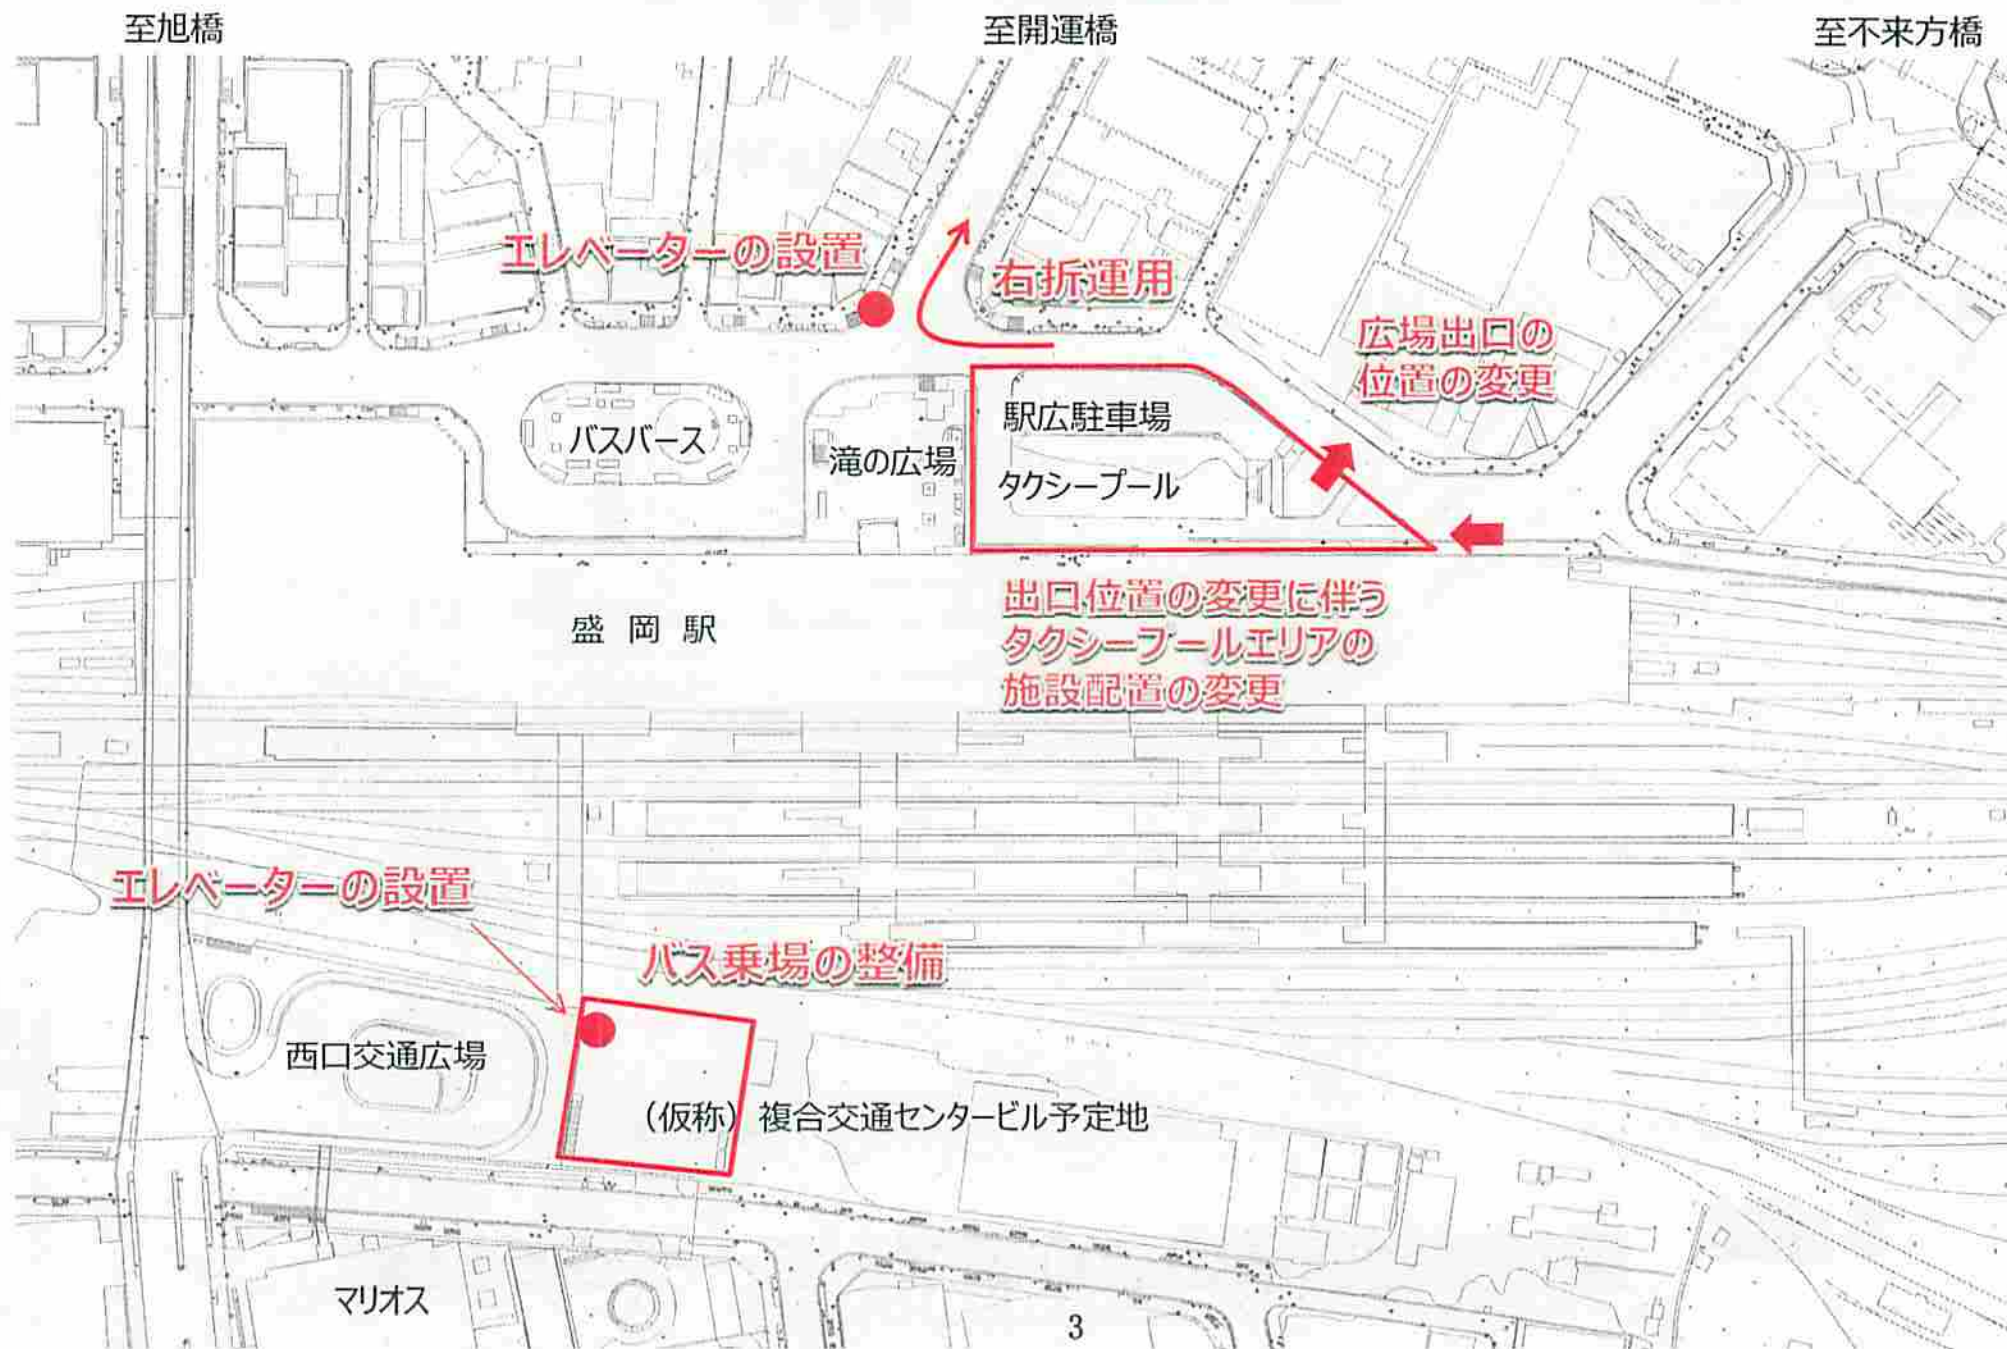 至旭橋
至開運橋
至不来方橋
エレベーターの設置
右折運用
広場出口の
位置の変更
駅広駐車場
バスバース
滝の広場
タクシープール
出口位置の変更に伴う
タクシープールエリアの
施設配置の変更
盛岡駅
エレベーターの設置
バス乗場の整備
西口交通広場
（仮称）複合交通センタービル予定地
マリオス
3